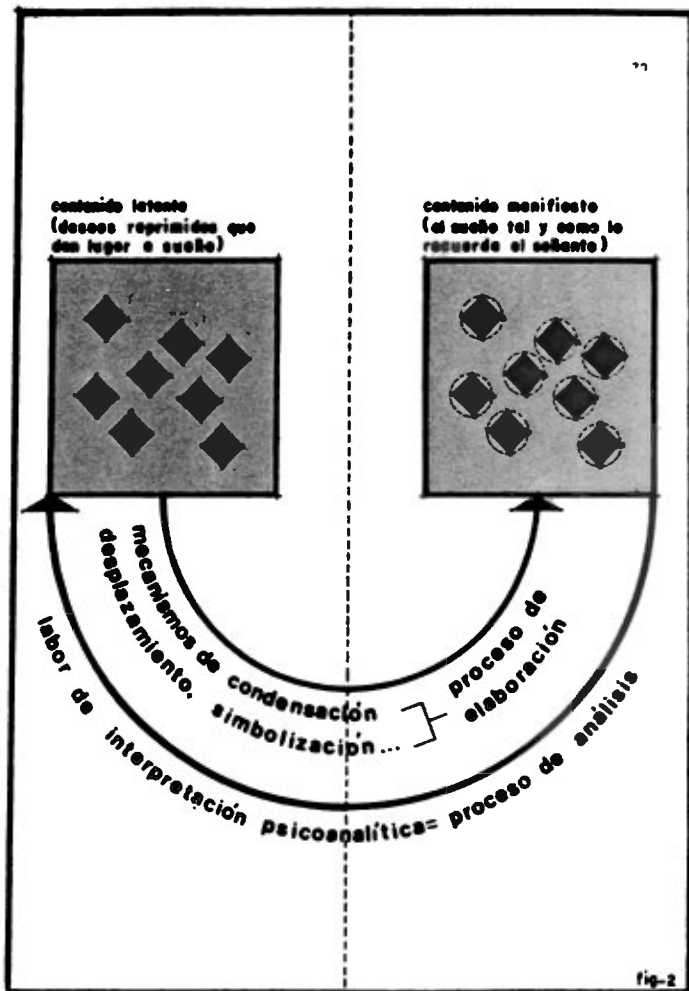 contenido latente
(deseos reprimidos que
dan lugar a sueño)
contenido manifiesto
(el sueño tal y como lo
recuerda el soñante)
mecanismos de condensación
desplazamiento, simbolización...
proceso de
elaboración
labor de interpretación psicoanalítica= proceso de análisis
fig-2